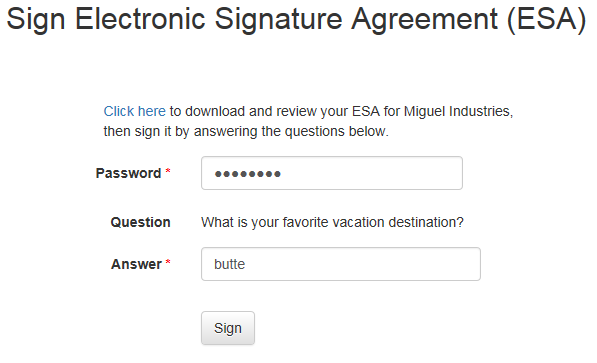 Sign Electronic Signature Agreement (ESA)
Click here to download and review your ESA for Miguel Industries,
then sign it by answering the questions below.
Password * ••••••••
Question What is your favorite vacation destination?
Answer * butte
Sign